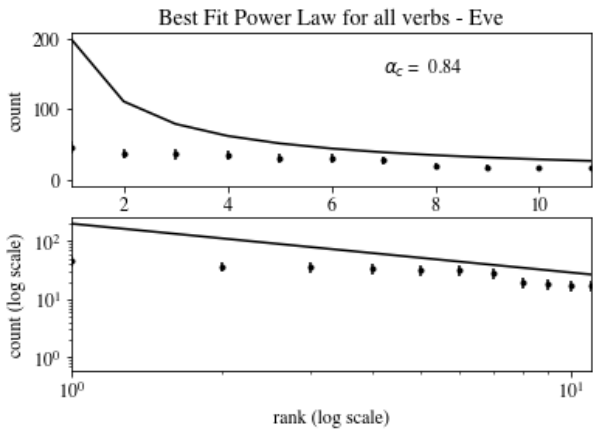 Best Fit Power Law for all verbs - Eve
200
α_c = 0.84
count
100
0
2 4 6 8 10
10²
count (log scale)
10¹
10⁰
10⁰ 10¹
rank (log scale)